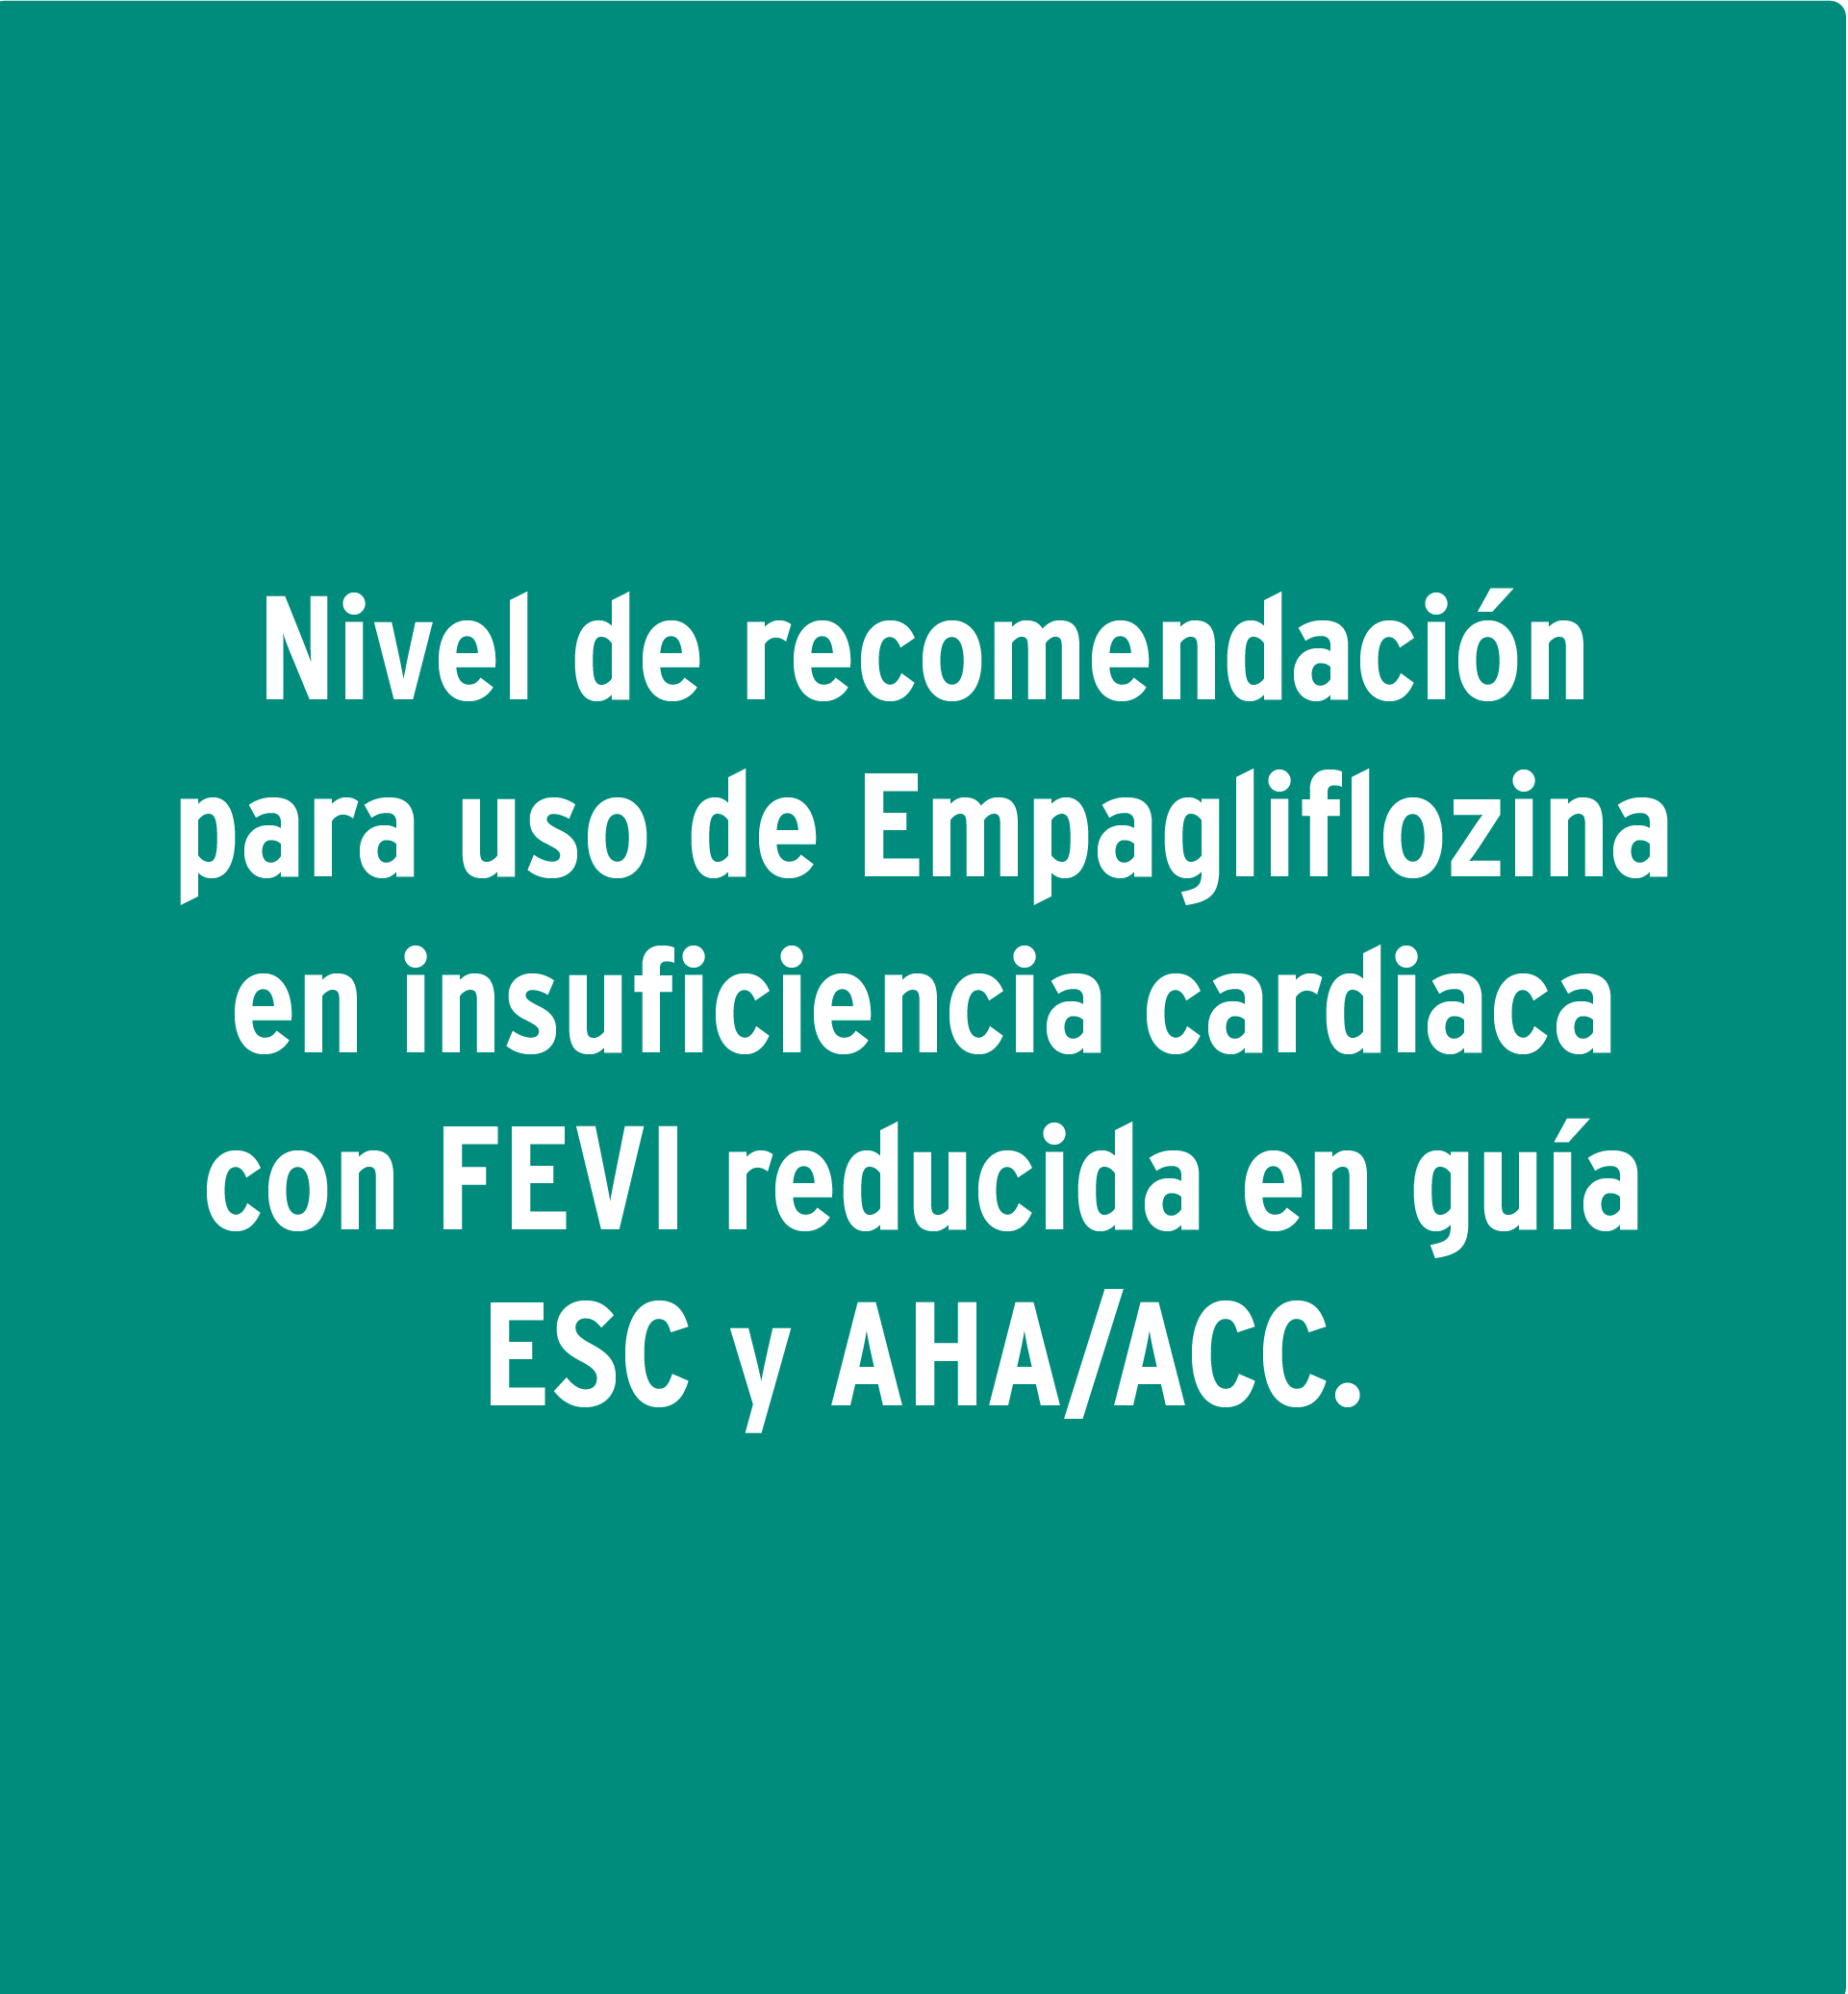 Nivel de recomendación
para uso de Empagliflozina
en insuficiencia cardiaca
con FEVI reducida en guía
ESC y AHA/ACC.